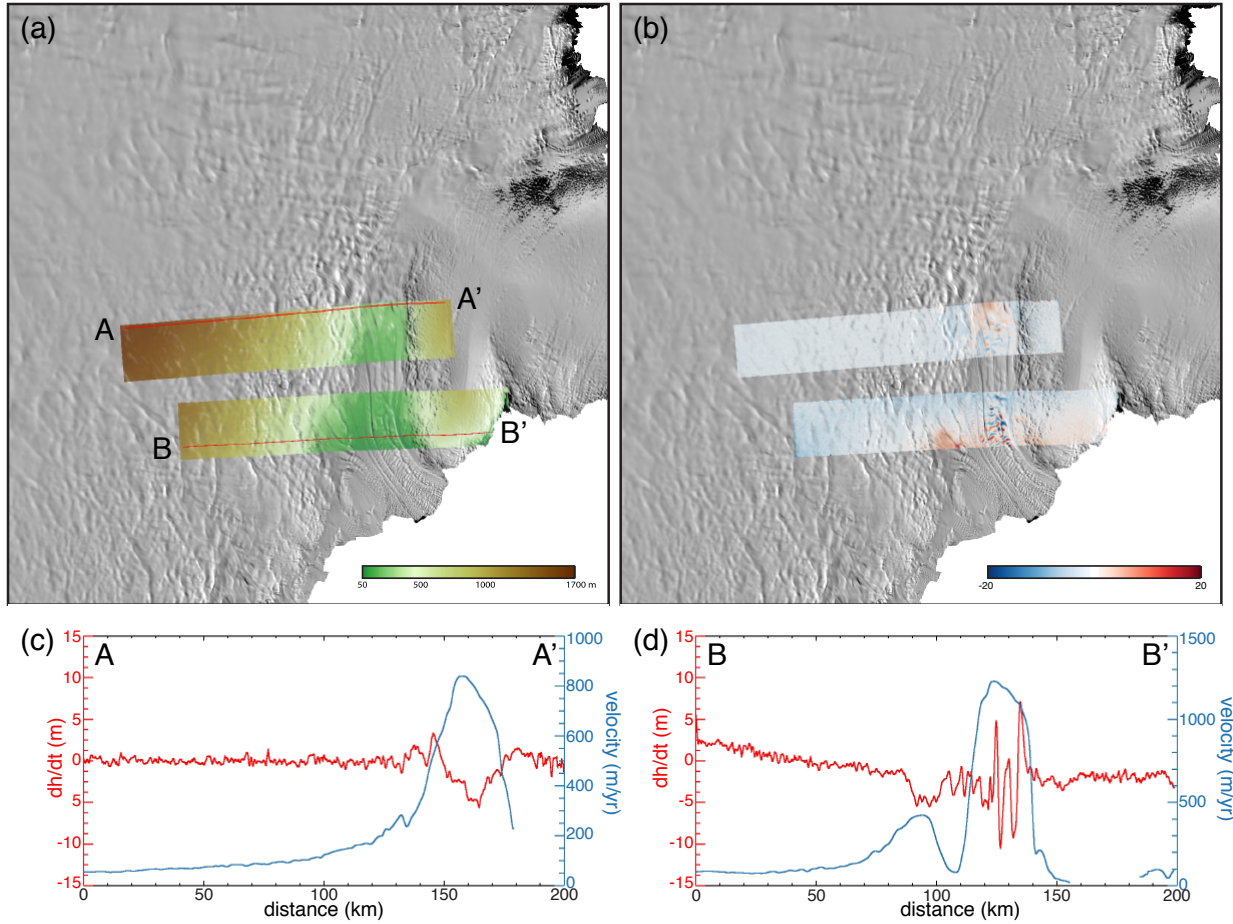 (a)
(b)
A
A'
B
B'
50 500 1000 1700 m
-20 20
(c) A A'
(d) B B'
15
10
5
0
-5
-10
-15
dh/dt (m)
1000
800
600
400
200
0
velocity (m/yr)
0 50 100 150 200
distance (km)
15
10
5
0
-5
-10
-15
dh/dt (m)
1500
1000
500
0
velocity (m/yr)
0 50 100 150 200
distance (km)